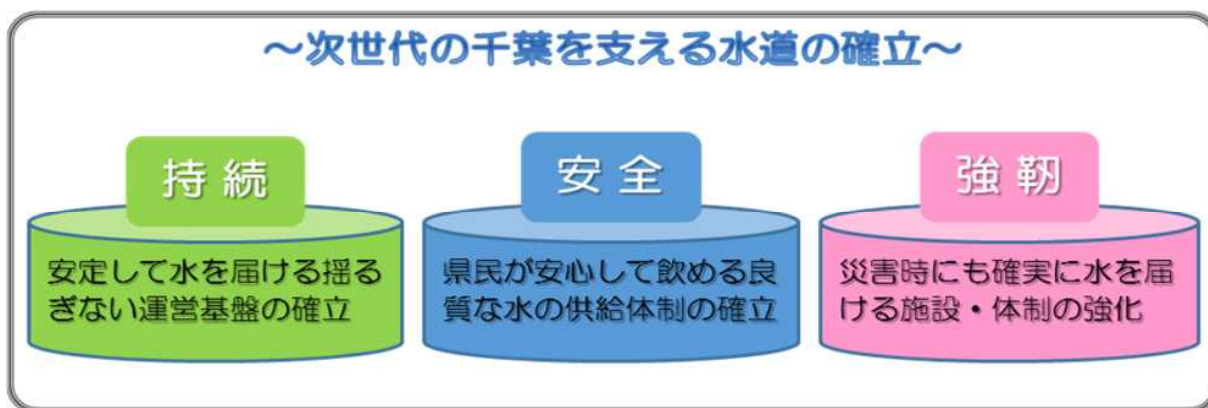 ～次世代の千葉を支える水道の確立～
持続
安定して水を届ける揺る
ぎない運営基盤の確立
安全
県民が安心して飲める良
質な水の供給体制の確立
強靭
災害時にも確実に水を届
ける施設・体制の強化